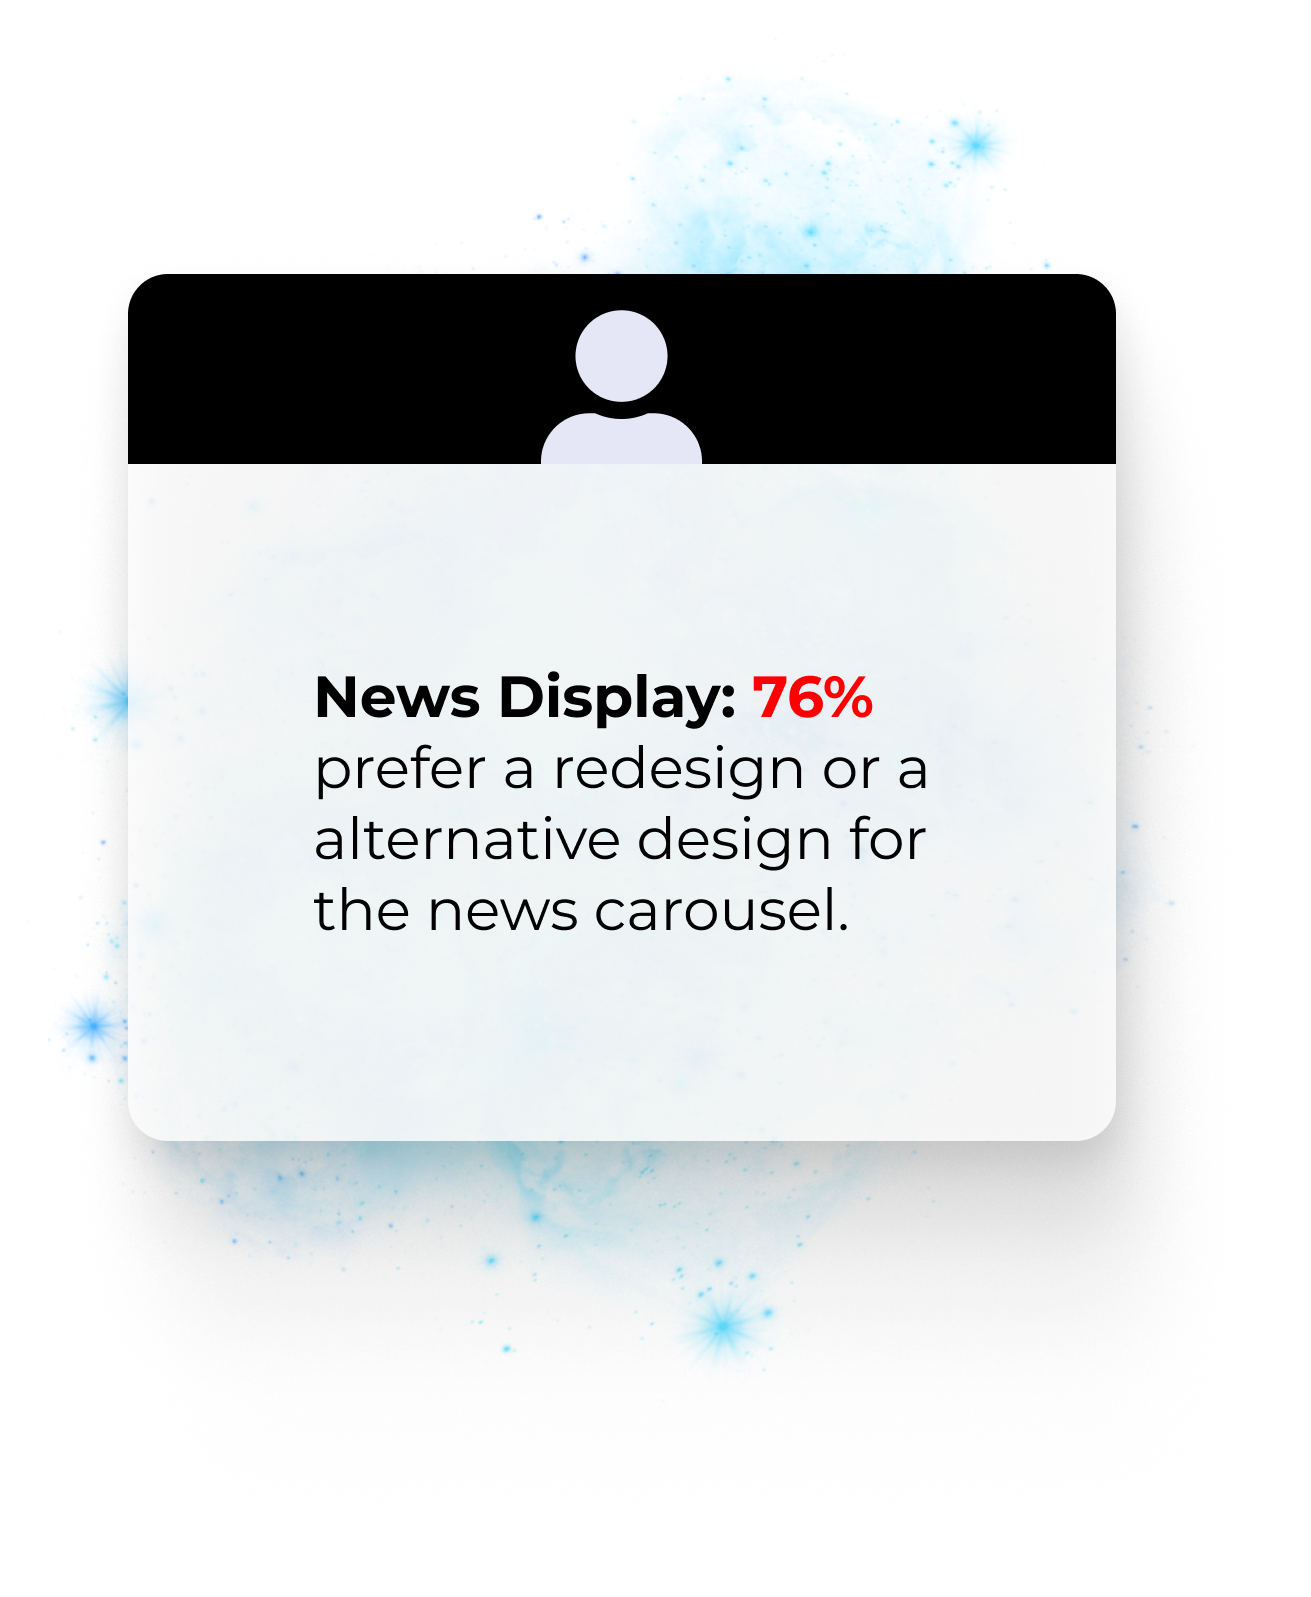 News Display: 76%
prefer a redesign or a
alternative design for
the news carousel.